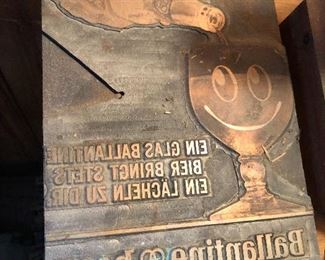 EIN GLAS BALLANTINE
BIER BRINGT STETS
EIN LÄCHELN ZU DIR
Ballantine